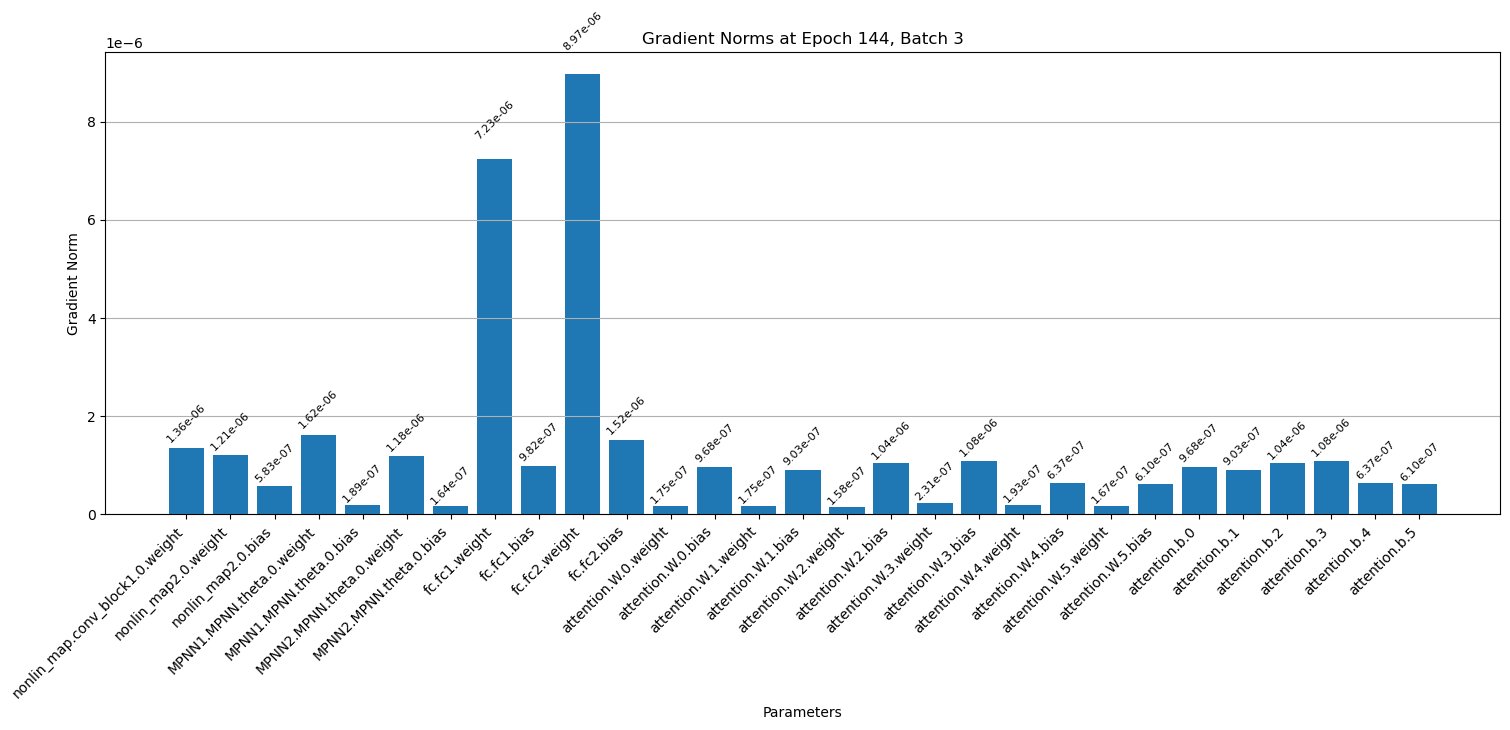 Gradient Norms at Epoch 144, Batch 3
1e−6
8
6
4
2
0
Gradient Norm
1.36e-06
1.21e-06
5.83e-07
1.62e-06
1.89e-07
1.18e-06
1.64e-07
7.23e-06
9.82e-07
8.97e-06
1.52e-06
1.75e-07
9.68e-07
1.75e-07
9.03e-07
1.58e-07
1.04e-06
2.31e-07
1.08e-06
1.93e-07
6.37e-07
1.67e-07
6.10e-07
9.68e-07
9.03e-07
1.04e-06
1.08e-06
6.37e-07
6.10e-07
nonlin_map.conv_block1.0.weight
nonlin_map2.0.weight
nonlin_map2.0.bias
MPNN1.MPNN.theta.0.weight
MPNN1.MPNN.theta.0.bias
MPNN2.MPNN.theta.0.weight
MPNN2.MPNN.theta.0.bias
fc.fc1.weight
fc.fc1.bias
fc.fc2.weight
fc.fc2.bias
attention.W.0.weight
attention.W.0.bias
attention.W.1.weight
attention.W.1.bias
attention.W.2.weight
attention.W.2.bias
attention.W.3.weight
attention.W.3.bias
attention.W.4.weight
attention.W.4.bias
attention.W.5.weight
attention.W.5.bias
attention.b.0
attention.b.1
attention.b.2
attention.b.3
attention.b.4
attention.b.5
Parameters